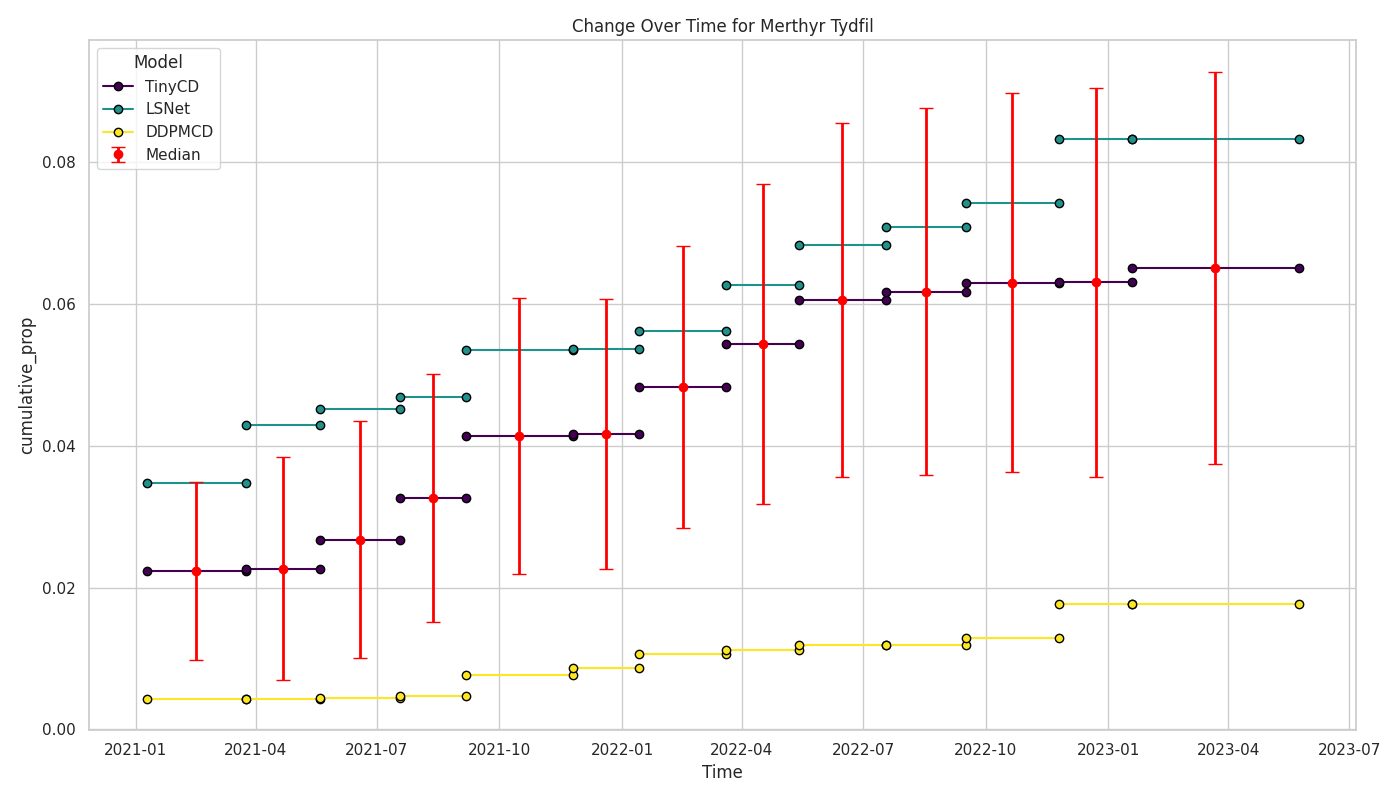 Change Over Time for Merthyr Tydfil
Model
TinyCD
LSNet
DDPMCD
Median
cumulative_prop
0.08
0.06
0.04
0.02
0.00
2021-01 2021-04 2021-07 2021-10 2022-01 2022-04 2022-07 2022-10 2023-01 2023-04 2023-07
Time